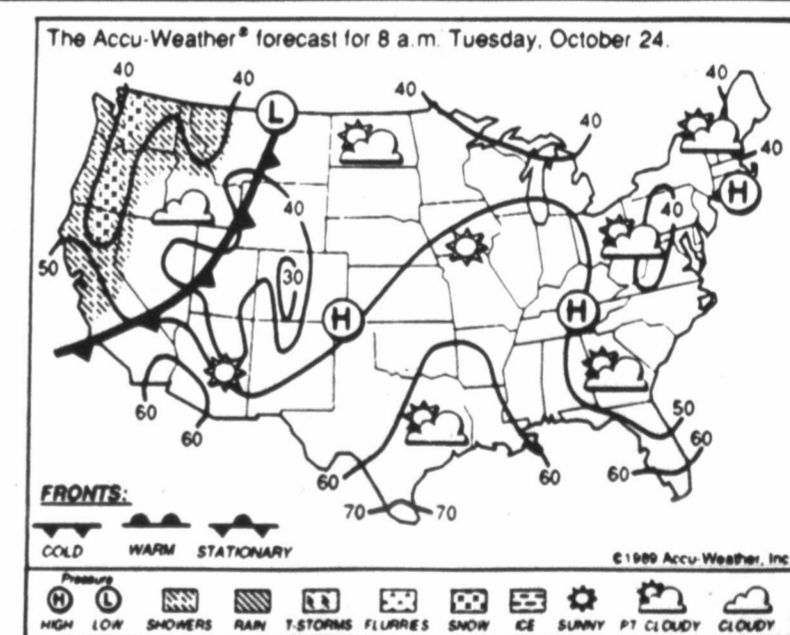 The Accu-Weather® forecast for 8 a.m. Tuesday, October 24.
40 40 40 40
L 40 40
40 H
40 40
50 30
H H
60 60
50 60
60 60 60
70 70
FRONTS:
COLD WARM STATIONARY
©1989 Accu-Weather, Inc
Pressure
H L
HIGH LOW SHOWERS RAIN T-STORMS FLURRIES SNOW ICE SUNNY PT CLOUDY CLOUDY